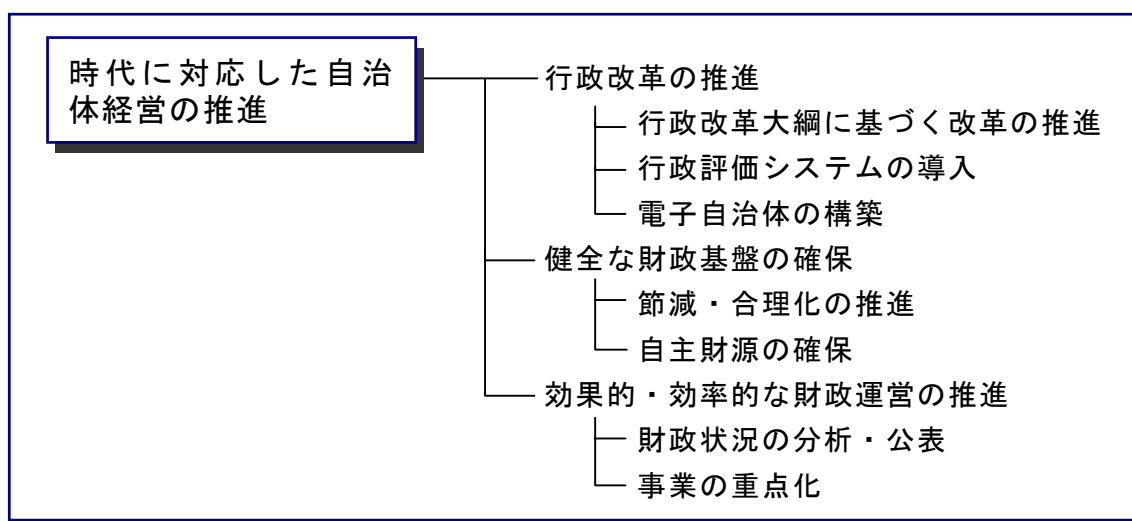 時代に対応した自治
体経営の推進
行政改革の推進
行政改革大綱に基づく改革の推進
行政評価システムの導入
電子自治体の構築
健全な財政基盤の確保
節減・合理化の推進
自主財源の確保
効果的・効率的な財政運営の推進
財政状況の分析・公表
事業の重点化